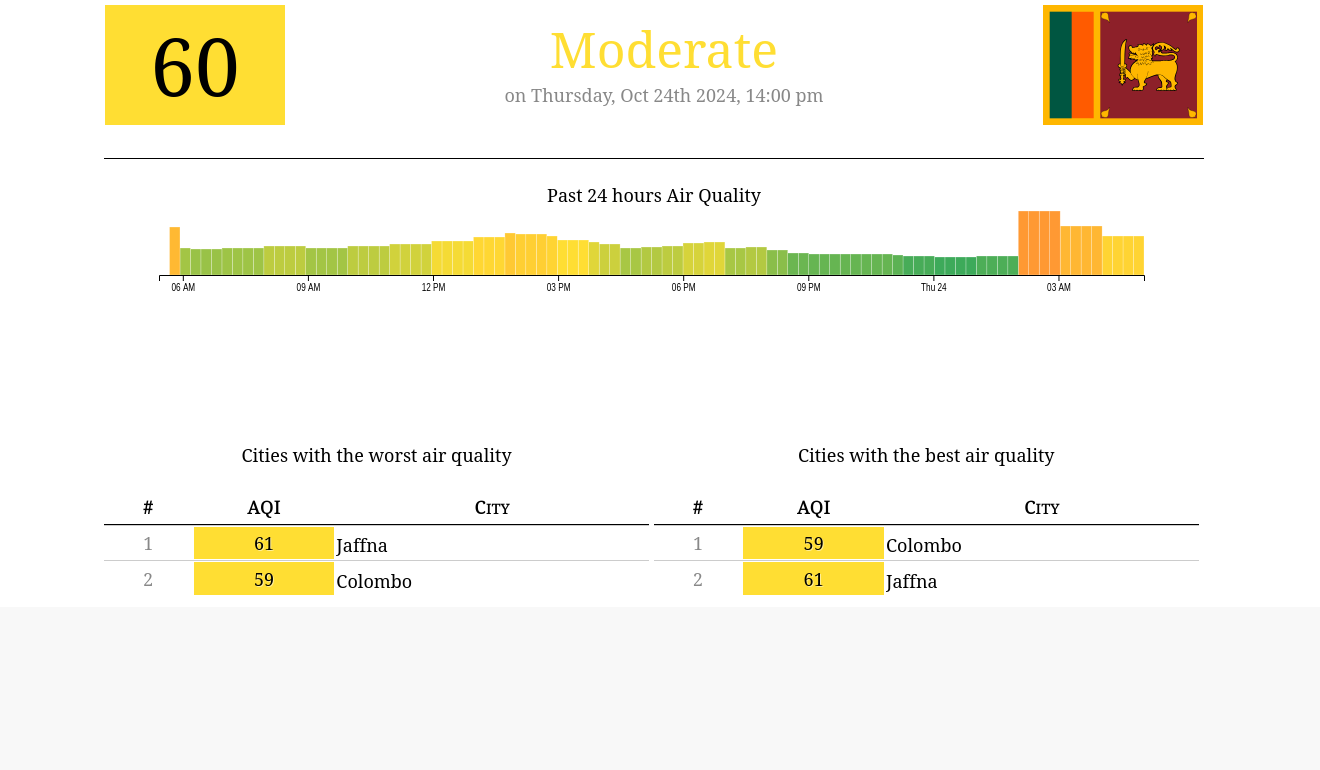 60
Moderate
on Thursday, Oct 24th 2024, 14:00 pm
Past 24 hours Air Quality
06 AM 09 AM 12 PM 03 PM 06 PM 09 PM Thu 24 03 AM
Cities with the worst air quality
# AQI City
1 61 Jaffna
2 59 Colombo
Cities with the best air quality
# AQI City
1 59 Colombo
2 61 Jaffna